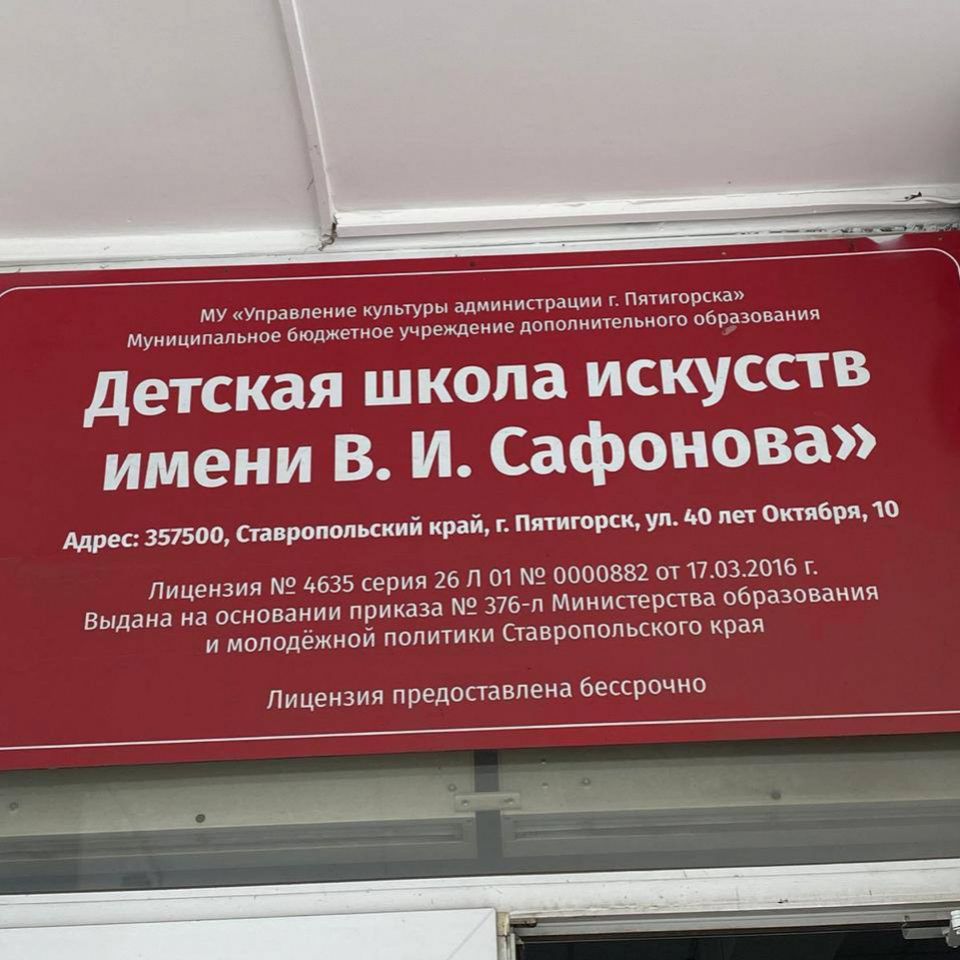 МУ «Управление культуры администрации г. Пятигорска»
Муниципальное бюджетное учреждение дополнительного образования
Детская школа искусств
имени В. И. Сафонова»
Адрес: 357500, Ставропольский край, г. Пятигорск, ул. 40 лет Октября, 10
Лицензия № 4635 серия 26 Л 01 № 0000882 от 17.03.2016 г.
Выдана на основании приказа № 376-л Министерства образования
и молодёжной политики Ставропольского края
Лицензия предоставлена бессрочно